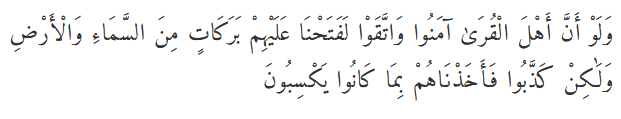 وَلَوْ أَنَّ أَهْلَ الْقُرَىٰ آمَنُوا وَاتَّقَوْا لَفَتَحْنَا عَلَيْهِمْ بَرَكَاتٍ مِنَ السَّمَاءِ وَالْأَرْضِ
وَلَٰكِنْ كَذَّبُوا فَأَخَذْنَاهُمْ بِمَا كَانُوا يَكْسِبُونَ